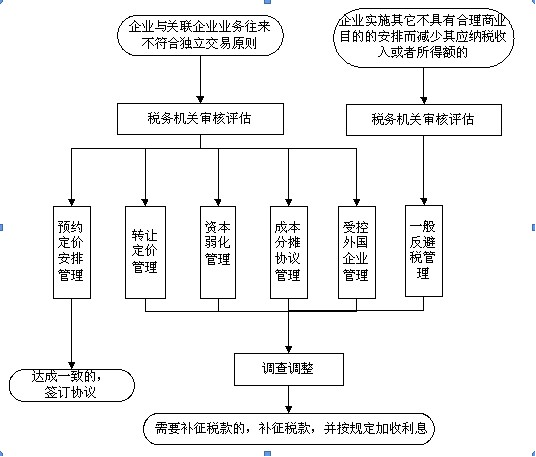 企业与关联企业业务往来
不符合独立交易原则
企业实施其它不具有合理商业
目的的安排而减少其应纳税收
入或者所得额的
税务机关审核评估
税务机关审核评估
预约
定价
安排
管理
转让
定价
管理
资本
弱化
管理
成本
分摊
协议
管理
受控
外国
企业
管理
一般
反避
税管
理
达成一致的，
签订协议
调查调整
需要补征税款的，补征税款，并按规定加收利息